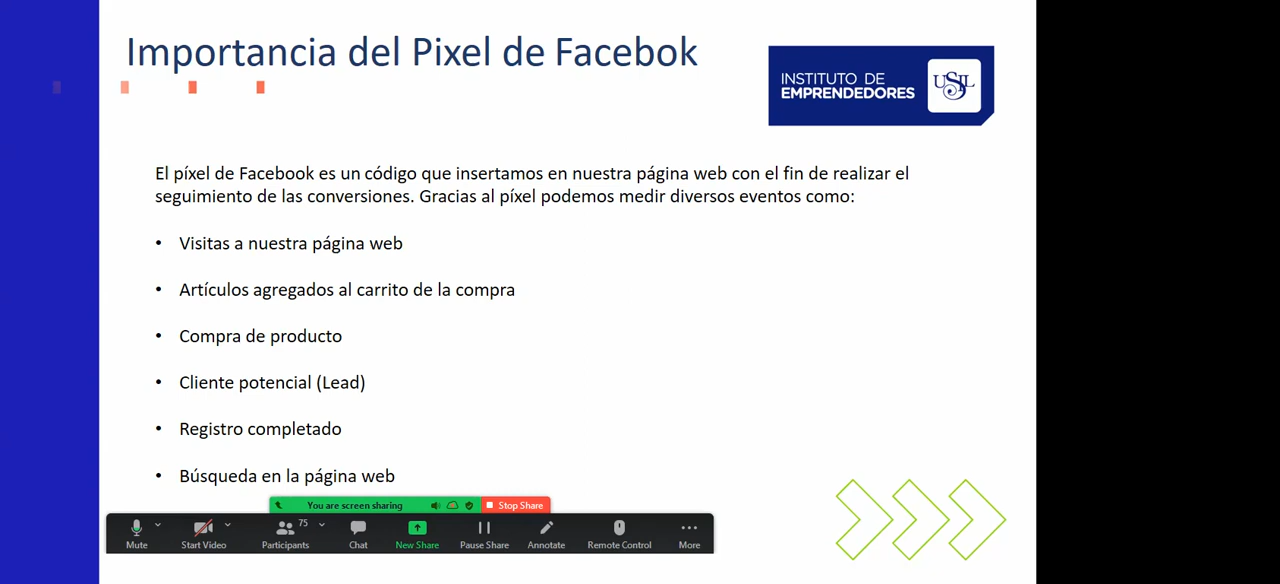 Importancia del Pixel de Facebok
INSTITUTO DE
EMPRENDEDORES
USIL
El píxel de Facebook es un código que insertamos en nuestra página web con el fin de realizar el
seguimiento de las conversiones. Gracias al píxel podemos medir diversos eventos como:
• Visitas a nuestra página web
• Artículos agregados al carrito de la compra
• Compra de producto
• Cliente potencial (Lead)
• Registro completado
• Búsqueda en la página web
You are screen sharing Stop Share
75
Mute Start Video Participants Chat New Share Pause Share Annotate Remote Control More